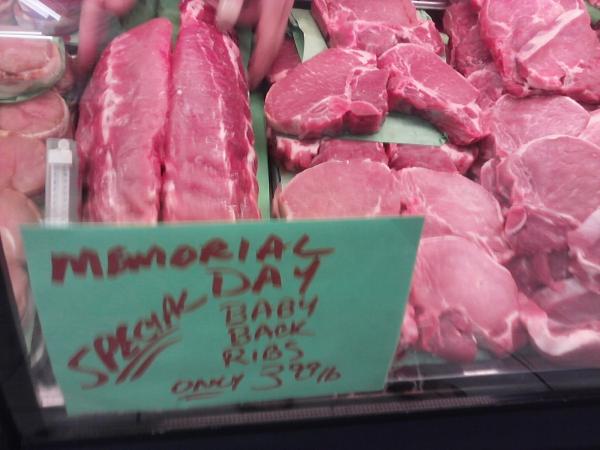 MEMORIAL
DAY
SPECIAL
BABY
BACK
RIBS
ONLY 3.99/lb